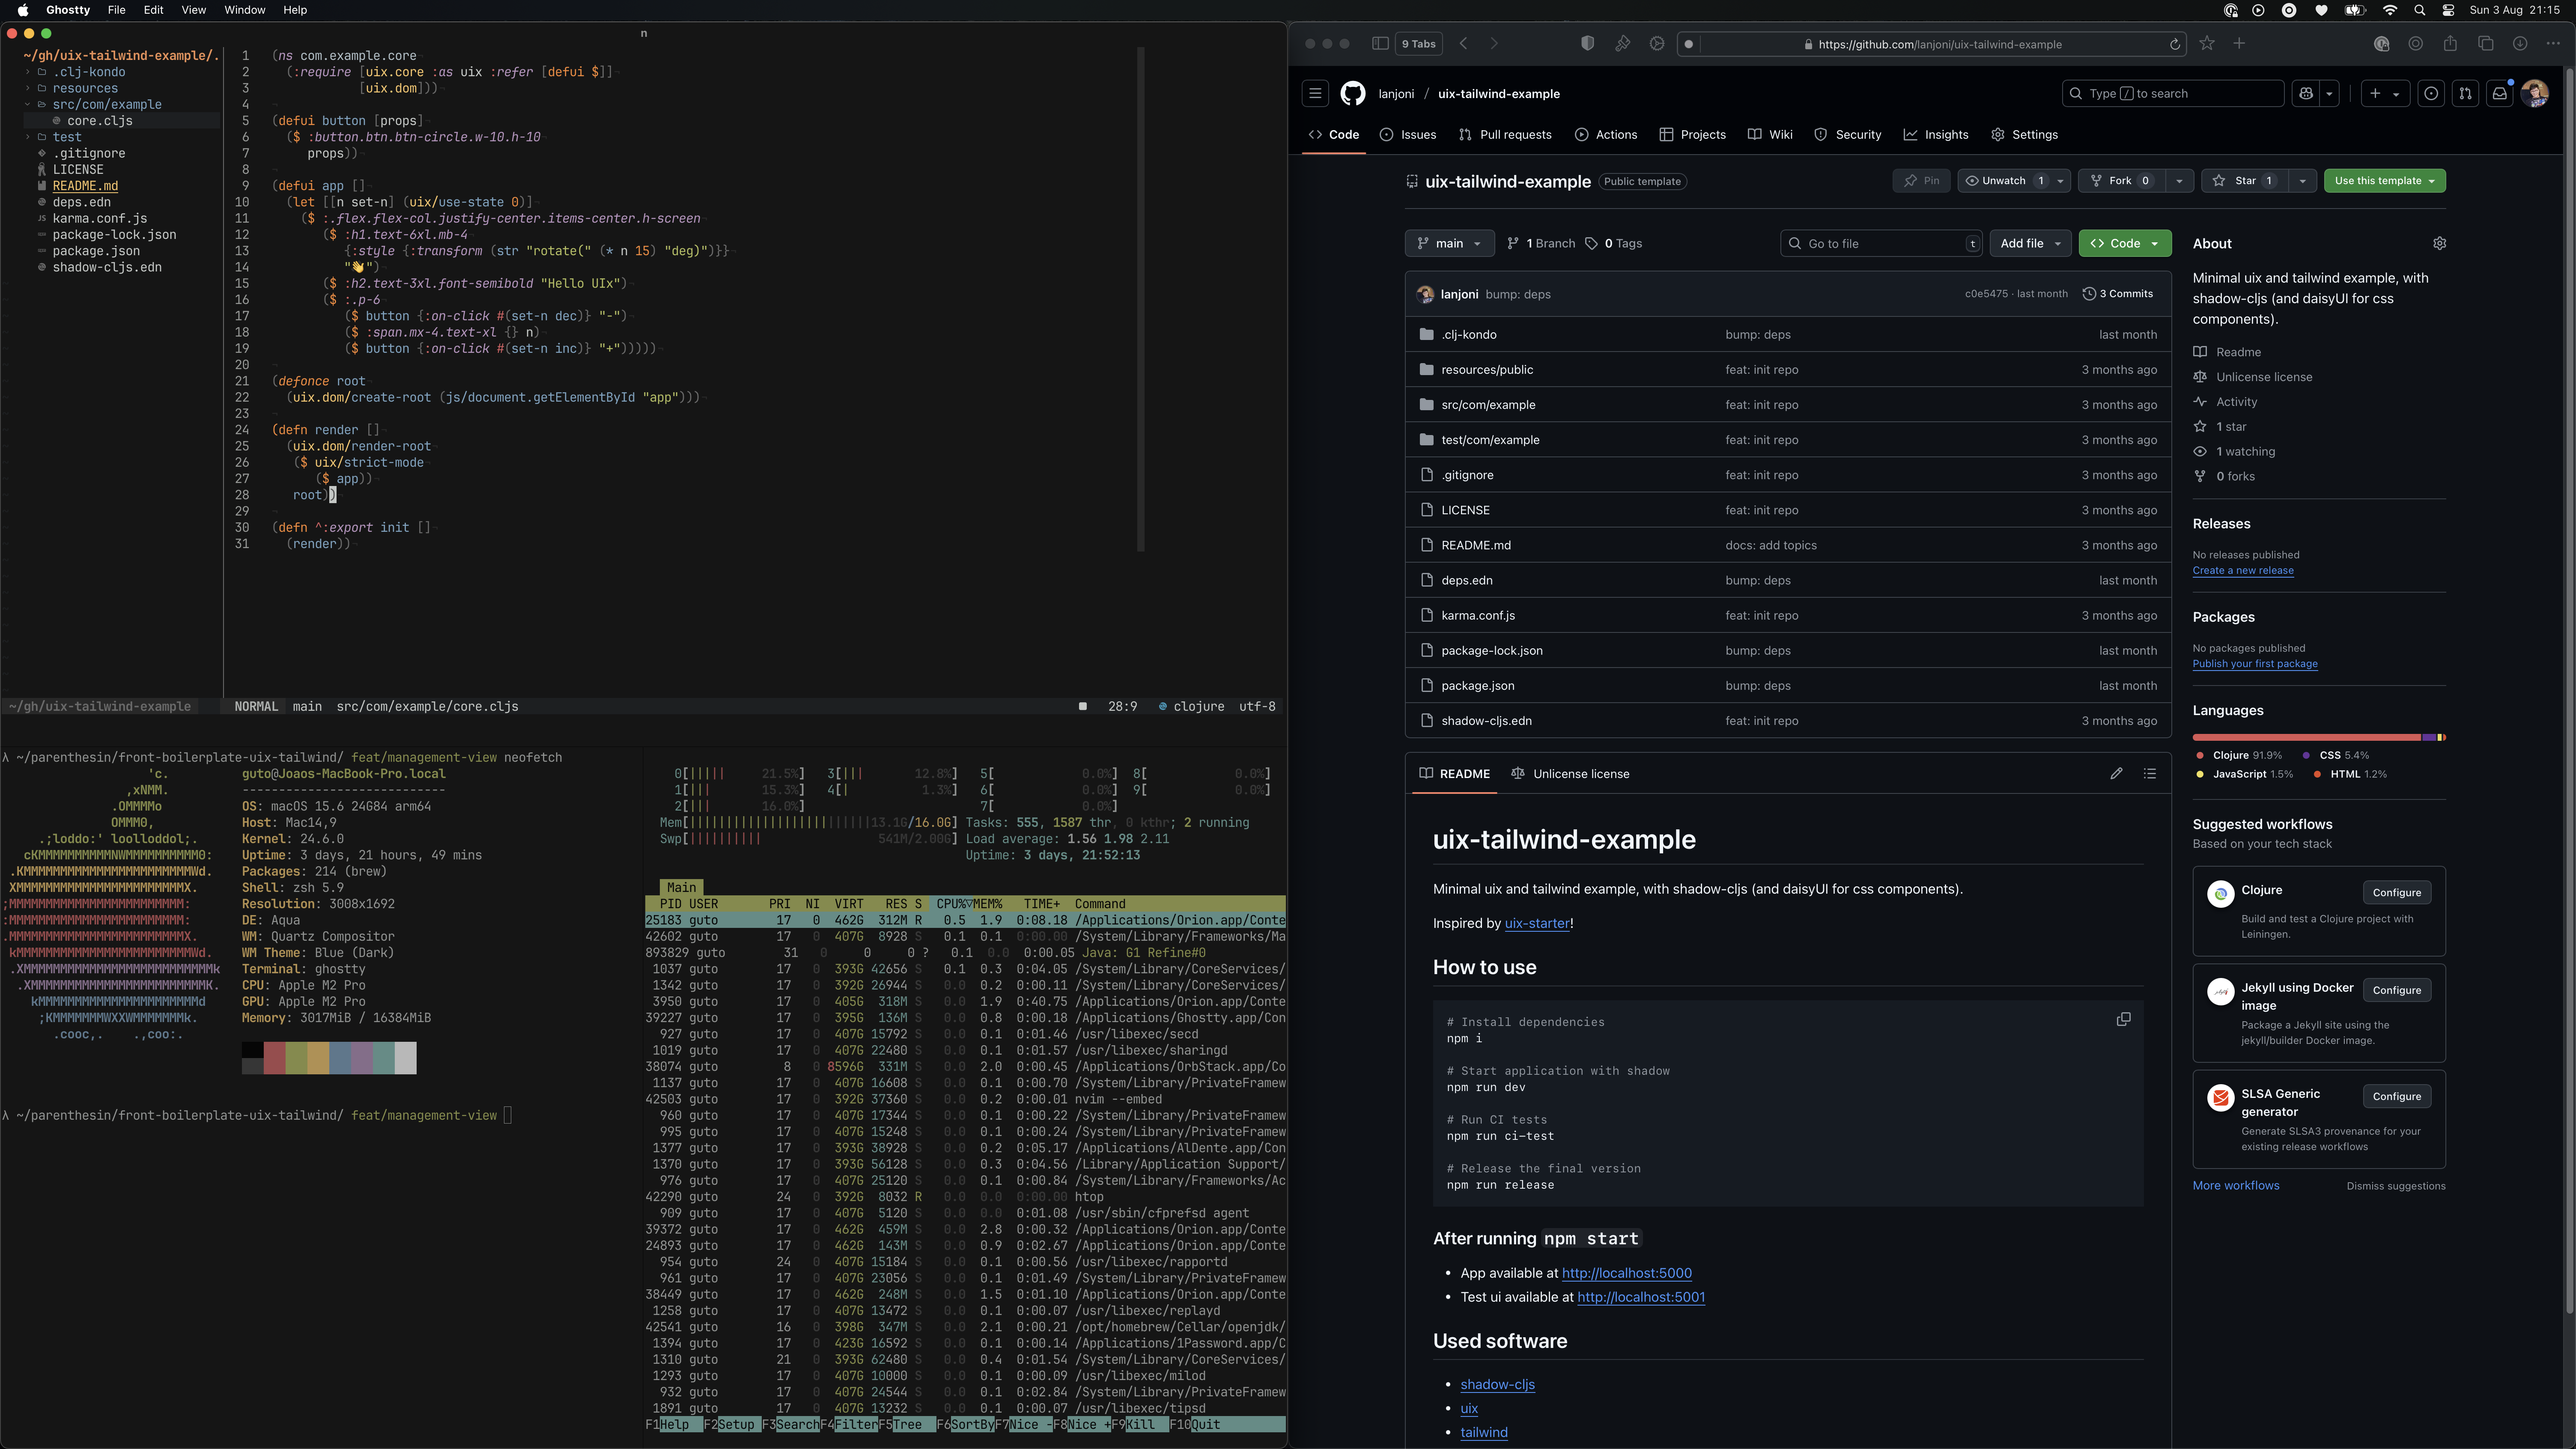 Ghostty File Edit View Window Help
Sun 3 Aug 21:15
n
~/gh/uix-tailwind-example/.
.clj-kondo
resources
src/com/example
core.cljs
test
.gitignore
LICENSE
README.md
deps.edn
karma.conf.js
package-lock.json
package.json
shadow-cljs.edn
1 (ns com.example.core
2 (:require [uix.core :as uix :refer [defui $]]
3 [uix.dom]))
4
5 (defui button [props]
6 ($ :button.btn.btn-circle.w-10.h-10
7 props))
8
9 (defui app []
10 (let [[n set-n] (uix/use-state 0)]
11 ($ :.flex.flex-col.justify-center.items-center.h-screen
12 ($ :h1.text-6xl.mb-4
13 {:style {:transform (str "rotate(" (* n 15) "deg)")}}
14 "👋")
15 ($ :h2.text-3xl.font-semibold "Hello UIx")
16 ($ :.p-6
17 ($ button {:on-click #(set-n dec)} "-")
18 ($ :span.mx-4.text-xl {} n)
19 ($ button {:on-click #(set-n inc)} "+")))))
20
21 (defonce root
22 (uix.dom/create-root (js/document.getElementById "app")))
23
24 (defn render []
25 (uix.dom/render-root
26 ($ uix/strict-mode
27 ($ app))
28 root))
29
30 (defn ^:export init []
31 (render))
~/gh/uix-tailwind-example NORMAL main src/com/example/core.cljs 28:9 clojure utf-8
λ ~/parenthesin/front-boilerplate-uix-tailwind/ feat/management-view neofetch
'c.
,xNMM.
.OMMMMo
OMMM0,
.;loddo:' loolloddol;.
cKMMMMMMMMMMNWMMMMMMMMMM0:
.KMMMMMMMMMMMMMMMMMMMMMMMWd.
XMMMMMMMMMMMMMMMMMMMMMMMX.
;MMMMMMMMMMMMMMMMMMMMMMMM:
:MMMMMMMMMMMMMMMMMMMMMMMM:
.MMMMMMMMMMMMMMMMMMMMMMMMX.
kMMMMMMMMMMMMMMMMMMMMMMMMWd.
.XMMMMMMMMMMMMMMMMMMMMMMMMMMk
.XMMMMMMMMMMMMMMMMMMMMMMMMK.
kMMMMMMMMMMMMMMMMMMMMMMd
;KMMMMMMMWXXWMMMMMMMk.
.cooc,. .,coo:.
guto@Joaos-MacBook-Pro.local
----------------------------
OS: macOS 15.6 24G84 arm64
Host: Mac14,9
Kernel: 24.6.0
Uptime: 3 days, 21 hours, 49 mins
Packages: 214 (brew)
Shell: zsh 5.9
Resolution: 3008x1692
DE: Aqua
WM: Quartz Compositor
WM Theme: Blue (Dark)
Terminal: ghostty
CPU: Apple M2 Pro
GPU: Apple M2 Pro
Memory: 3017MiB / 16384MiB
λ ~/parenthesin/front-boilerplate-uix-tailwind/ feat/management-view
0[||||| 21.5%] 3[||| 12.8%] 5[ 0.0%] 8[ 0.0%]
1[||| 15.3%] 4[| 1.3%] 6[ 0.0%] 9[ 0.0%]
2[||| 16.0%] 7[ 0.0%]
Mem[||||||||||||||||||||||||13.1G/16.0G] Tasks: 555, 1587 thr, 0 kthr; 2 running
Swp[|||||||||| 541M/2.00G] Load average: 1.56 1.98 2.11
Uptime: 3 days, 21:52:13
Main
PID USER PRI NI VIRT RES S CPU%▽MEM% TIME+ Command
25183 guto 17 0 462G 312M R 0.5 1.9 0:08.18 /Applications/Orion.app/Conte
42602 guto 17 0 407G 8928 S 0.1 0.1 0:00.00 /System/Library/Frameworks/Ma
893829 guto 31 0 0 0 ? 0.1 0.0 0:00.05 Java: G1 Refine#0
1037 guto 17 0 393G 42656 S 0.1 0.3 0:04.05 /System/Library/CoreServices/
1342 guto 17 0 392G 26944 S 0.0 0.2 0:00.11 /System/Library/CoreServices/
3950 guto 17 0 405G 318M S 0.0 1.9 0:40.75 /Applications/Orion.app/Conte
39227 guto 17 0 395G 136M S 0.0 0.8 0:00.18 /Applications/Ghostty.app/Con
927 guto 17 0 407G 15792 S 0.0 0.1 0:01.46 /usr/libexec/secd
1019 guto 17 0 407G 22480 S 0.0 0.1 0:01.57 /usr/libexec/sharingd
38074 guto 8 0 8596G 331M S 0.0 2.0 0:00.45 /Applications/OrbStack.app/Co
1137 guto 17 0 407G 16608 S 0.0 0.1 0:00.70 /System/Library/PrivateFramew
42503 guto 17 0 392G 37360 S 0.0 0.2 0:00.01 nvim --embed
960 guto 17 0 407G 17344 S 0.0 0.1 0:00.22 /System/Library/PrivateFramew
995 guto 17 0 407G 15248 S 0.0 0.1 0:00.24 /System/Library/PrivateFramew
1377 guto 17 0 393G 38928 S 0.0 0.2 0:05.17 /Applications/AlDente.app/Con
1370 guto 17 0 393G 56128 S 0.0 0.3 0:04.56 /Library/Application Support/
976 guto 17 0 407G 25120 S 0.0 0.1 0:00.84 /System/Library/Frameworks/Ac
42290 guto 24 0 392G 8032 R 0.0 0.0 0:00.00 htop
909 guto 17 0 407G 5120 S 0.0 0.0 0:01.08 /usr/sbin/cfprefsd agent
39372 guto 17 0 462G 459M S 0.0 2.8 0:00.32 /Applications/Orion.app/Conte
24893 guto 17 0 462G 143M S 0.0 0.9 0:02.67 /Applications/Orion.app/Conte
954 guto 24 0 407G 15184 S 0.0 0.1 0:00.56 /usr/libexec/rapportd
961 guto 17 0 407G 23056 S 0.0 0.1 0:01.49 /System/Library/PrivateFramew
38449 guto 17 0 462G 248M S 0.0 1.5 0:01.10 /Applications/Orion.app/Conte
1258 guto 17 0 407G 13472 S 0.0 0.1 0:00.07 /usr/libexec/replayd
42541 guto 16 0 398G 347M S 0.0 2.1 0:00.21 /opt/homebrew/Cellar/openjdk/
1394 guto 17 0 423G 16592 S 0.0 0.1 0:00.14 /Applications/1Password.app/C
1310 guto 21 0 393G 62480 S 0.0 0.4 0:01.54 /System/Library/CoreServices/
1293 guto 17 0 407G 10000 S 0.0 0.1 0:00.09 /usr/libexec/milod
932 guto 17 0 407G 24544 S 0.0 0.1 0:02.84 /System/Library/PrivateFramew
1891 guto 17 0 407G 13232 S 0.0 0.1 0:00.07 /usr/libexec/tipsd
F1Help F2Setup F3SearchF4FilterF5Tree F6SortByF7Nice -F8Nice +F9Kill F10Quit
9 Tabs
https://github.com/lanjoni/uix-tailwind-example
lanjoni / uix-tailwind-example
Type / to search
Code Issues Pull requests Actions Projects Wiki Security Insights Settings
uix-tailwind-example Public template
Pin Unwatch 1 Fork 0 Star 1 Use this template
main 1 Branch 0 Tags
Go to file t Add file Code
lanjoni bump: deps c0e5475 · last month 3 Commits
.clj-kondo bump: deps last month
resources/public feat: init repo 3 months ago
src/com/example feat: init repo 3 months ago
test/com/example feat: init repo 3 months ago
.gitignore feat: init repo 3 months ago
LICENSE feat: init repo 3 months ago
README.md docs: add topics 3 months ago
deps.edn bump: deps last month
karma.conf.js feat: init repo 3 months ago
package-lock.json bump: deps last month
package.json bump: deps last month
shadow-cljs.edn feat: init repo 3 months ago
README Unlicense license
uix-tailwind-example
Minimal uix and tailwind example, with shadow-cljs (and daisyUI for css components).
Inspired by uix-starter!
How to use
# Install dependencies
npm i
# Start application with shadow
npm run dev
# Run CI tests
npm run ci-test
# Release the final version
npm run release
After running npm start
• App available at http://localhost:5000
• Test ui available at http://localhost:5001
Used software
• shadow-cljs
• uix
• tailwind
About
Minimal uix and tailwind example, with
shadow-cljs (and daisyUI for css
components).
Readme
Unlicense license
Activity
1 star
1 watching
0 forks
Releases
No releases published
Create a new release
Packages
No packages published
Publish your first package
Languages
Clojure 91.9% CSS 5.4%
JavaScript 1.5% HTML 1.2%
Suggested workflows
Based on your tech stack
Clojure Configure
Build and test a Clojure project with
Leiningen.
Jekyll using Docker Configure
image
Package a Jekyll site using the
jekyll/builder Docker image.
SLSA Generic Configure
generator
Generate SLSA3 provenance for your
existing release workflows
More workflows Dismiss suggestions